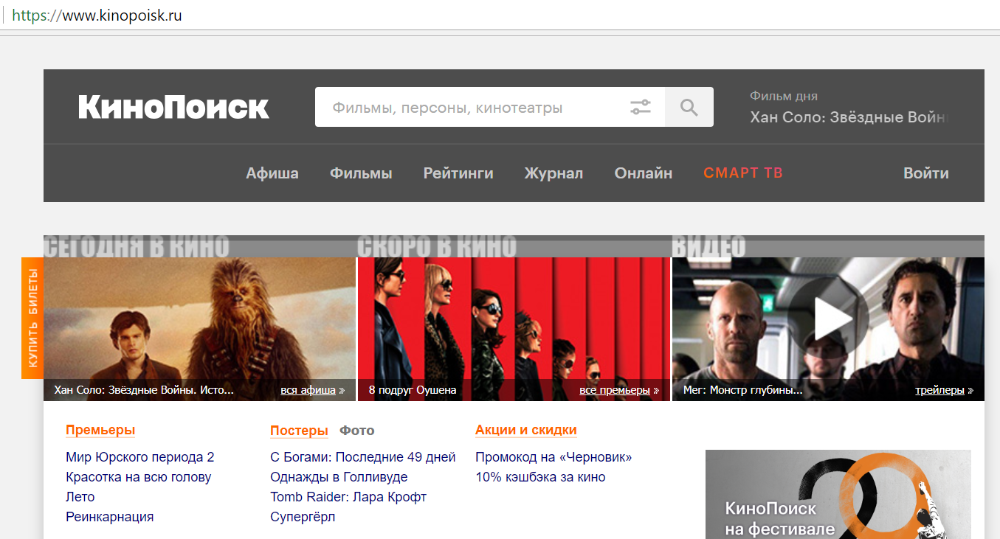 https://www.kinopoisk.ru
КиноПоиск
Фильмы, персоны, кинотеатры
Фильм дня
Хан Соло: Звёздные Войн
Афиша Фильмы Рейтинги Журнал Онлайн СМАРТ ТВ Войти
СЕГОДНЯ В КИНО
СКОРО В КИНО
ВИДЕО
КУПИТЬ БИЛЕТЫ
Хан Соло: Звёздные Войны. Исто... вся афиша »
8 подруг Оушена все премьеры »
Мег: Монстр глубины... трейлеры »
Премьеры
Мир Юрского периода 2
Красотка на всю голову
Лето
Реинкарнация
Постеры Фото
С Богами: Последние 49 дней
Однажды в Голливуде
Tomb Raider: Лара Крофт
Супергёрл
Акции и скидки
Промокод на «Черновик»
10% кэшбэка за кино
20
КиноПоиск
на фестивале